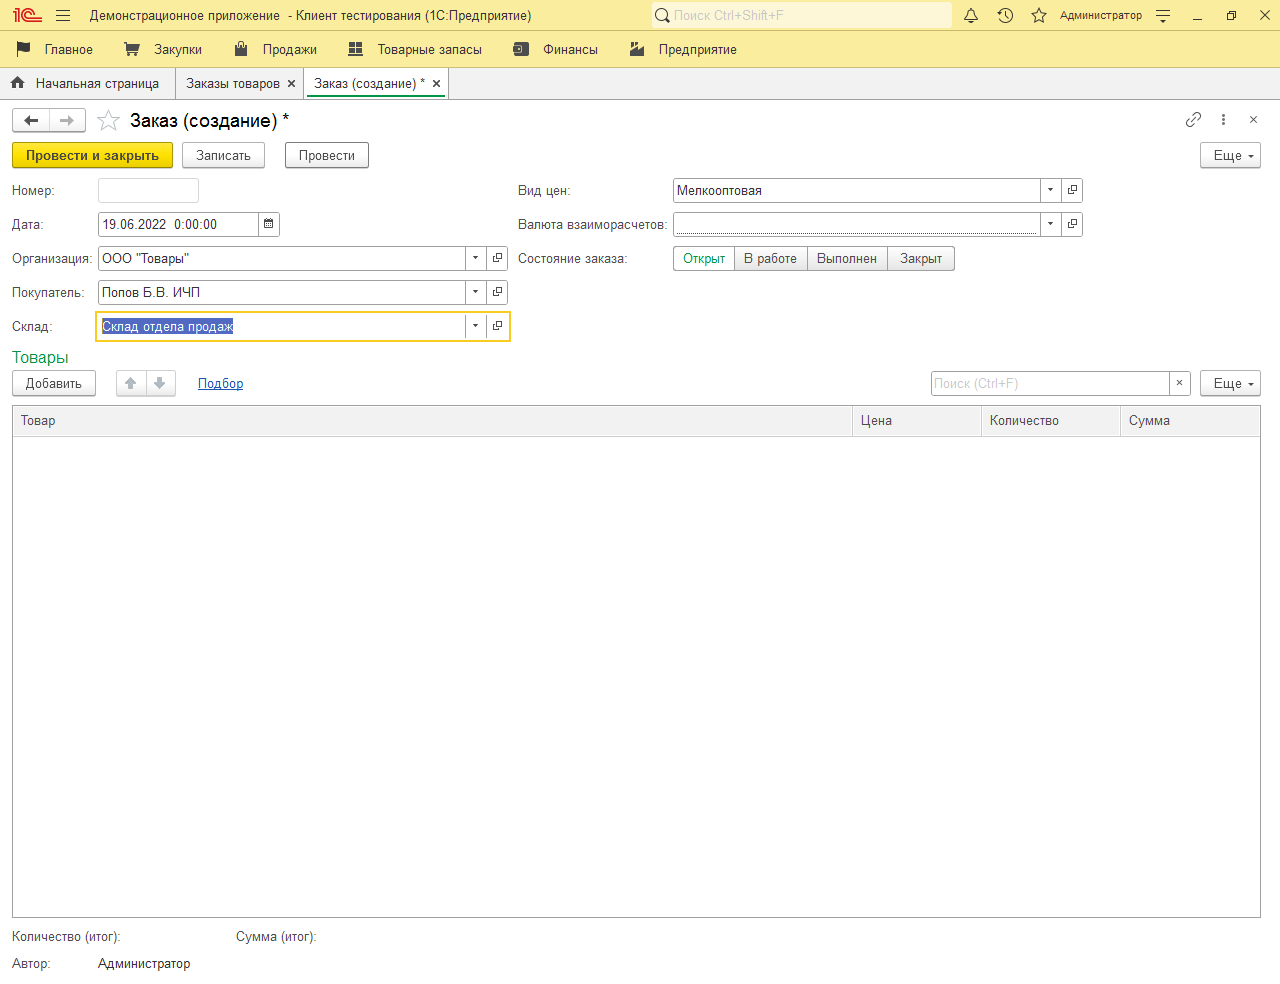 1С Демонстрационное приложение - Клиент тестирования (1С:Предприятие) Поиск Ctrl+Shift+F Администратор
Главное Закупки Продажи Товарные запасы Финансы Предприятие
Начальная страница Заказы товаров Заказ (создание) *
Заказ (создание) *
Провести и закрыть Записать Провести Еще
Номер: Вид цен: Мелкооптовая
Дата: 19.06.2022 0:00:00 Валюта взаиморасчетов:
Организация: ООО "Товары" Состояние заказа: Открыт В работе Выполнен Закрыт
Покупатель: Попов Б.В. ИЧП
Склад: Склад отдела продаж
Товары
Добавить Подбор Поиск (Ctrl+F) Еще
Товар Цена Количество Сумма
Количество (итог): Сумма (итог):
Автор: Администратор